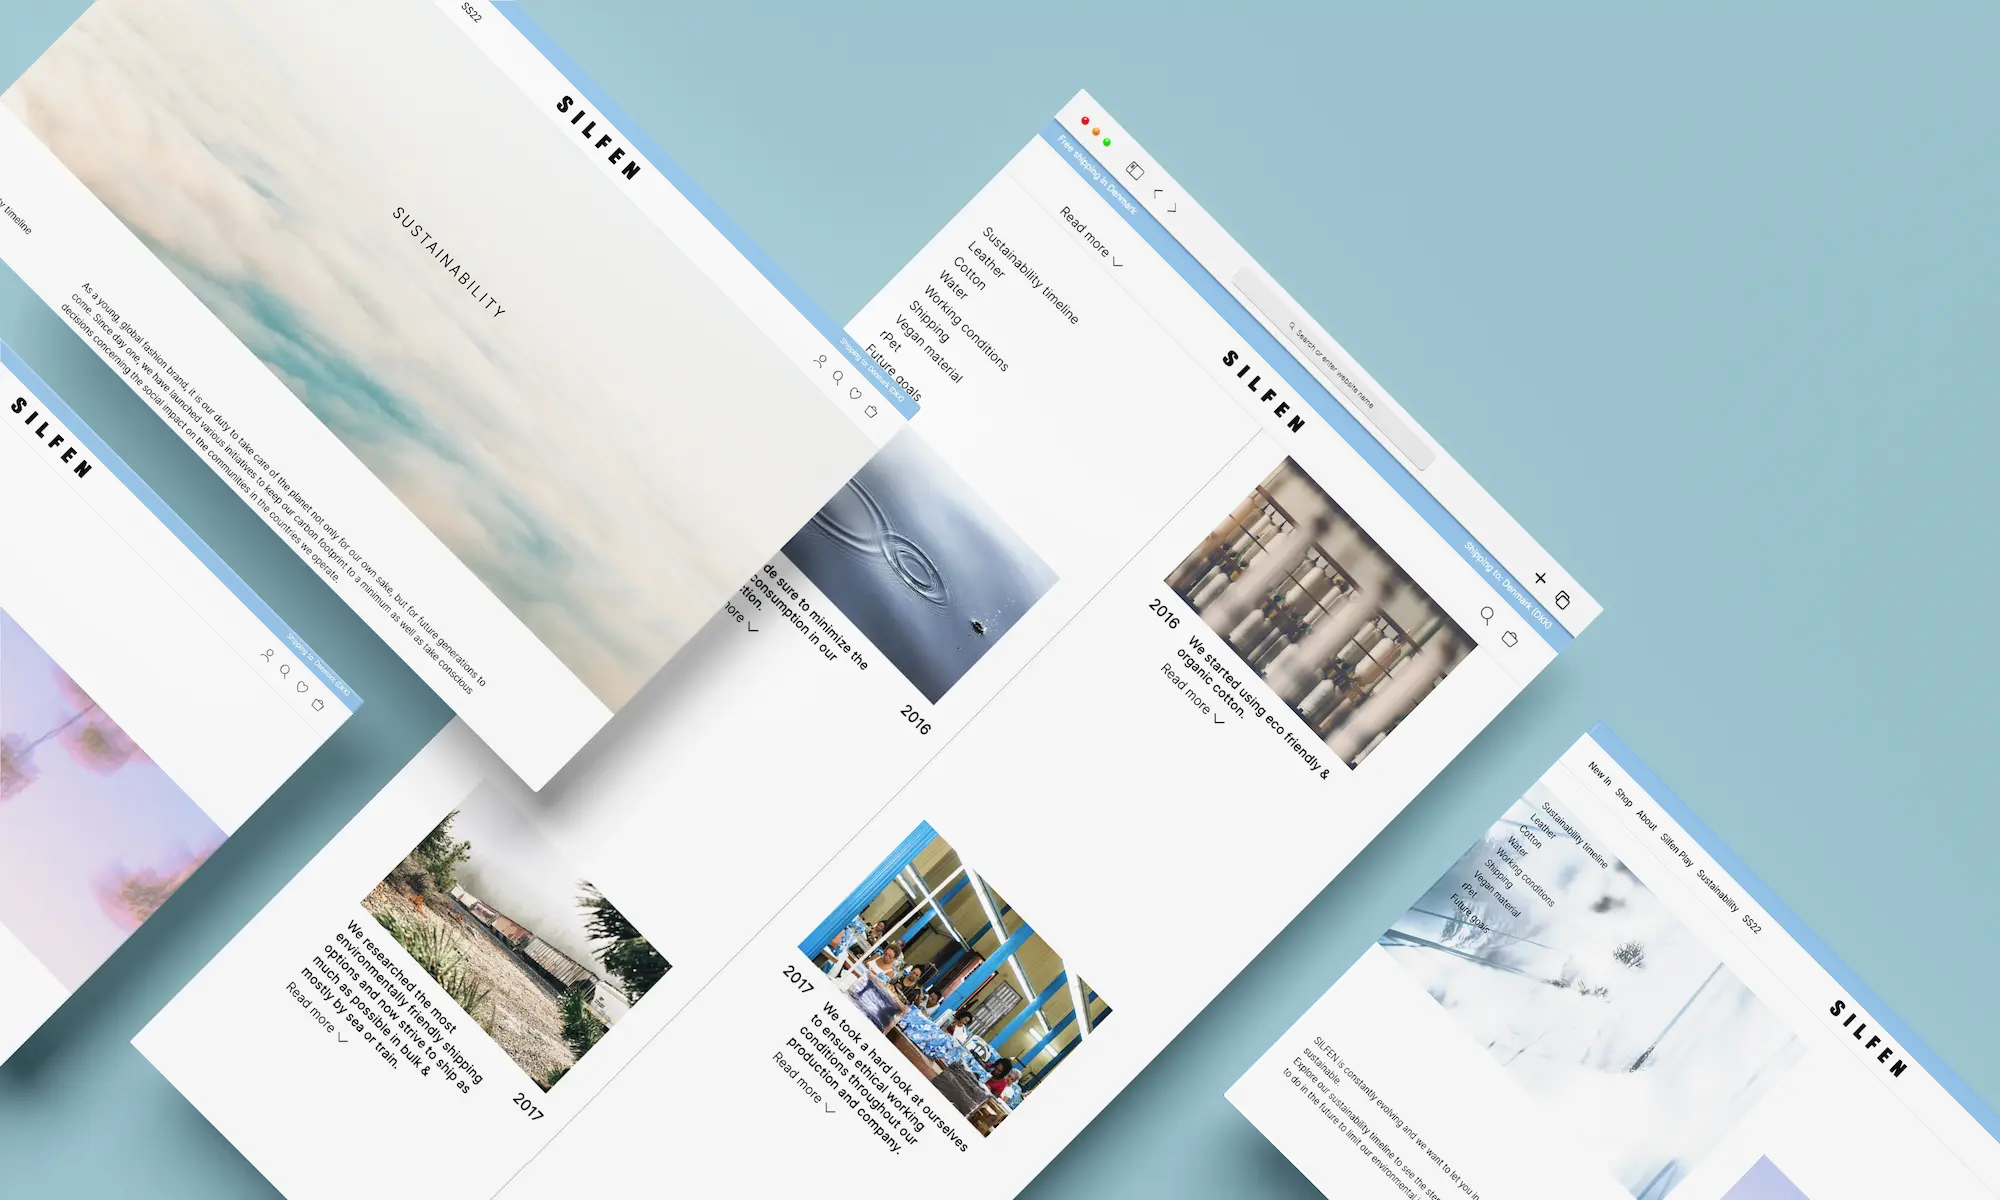 SS22
SILFEN
SUSTAINABILITY
Shipping to: Denmark (DKK)
timeline
As a young, global fashion brand, it is our duty to take care of the planet not only for our own sake, but for future generations to
come. Since day one, we have launched various initiatives to keep our carbon footprint to a minimum as well as take conscious
decisions concerning the social impact on the communities in the countries we operate.
SILFEN
Shipping to: Denmark (DKK)
Search or enter website name
Free shipping in Denmark
Shipping to: Denmark (DKK)
Read more
SILFEN
Sustainability timeline
Leather
Cotton
Water
Working conditions
Shipping
Vegan material
rPet
Future goals
2016
We started using eco friendly &
organic cotton.
Read more
2016
sure to minimize the
consumption in our
2017
We took a hard look at ourselves
to ensure ethical working
conditions throughout our
production and company.
Read more
2017
We researched the most
environmentally friendly shipping
options and now strive to ship as
much as possible in bulk &
mostly by sea or train.
Read more
New In Shop About Silfen Play Sustainability SS22
SILFEN
Sustainability timeline
Leather
Cotton
Water
Working conditions
Shipping
Vegan material
rPet
Future goals
SILFEN is constantly evolving and we want to let you in
sustainable.
Explore our sustainability timeline to see the
to do in the future to limit our environmental